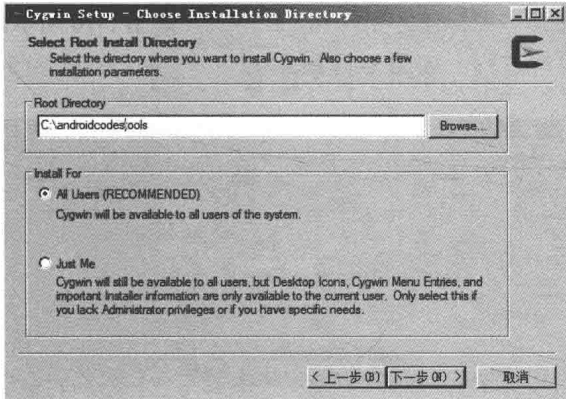 Cygwin Setup - Choose Installation Directory
Select Root Install Directory
Select the directory where you want to install Cygwin. Also choose a few
installation parameters.
Root Directory
C:\androidcodes\ools
Browse...
Install For
All Users (RECOMMENDED)
Cygwin will be available to all users of the system.
Just Me
Cygwin will still be available to all users, but Desktop Icons, Cygwin Menu Entries, and
important Installer information are only available to the current user. Only select this if
you lack Administrator privileges or if you have specific needs.
< 上一步(B) 下一步(N) > 取消